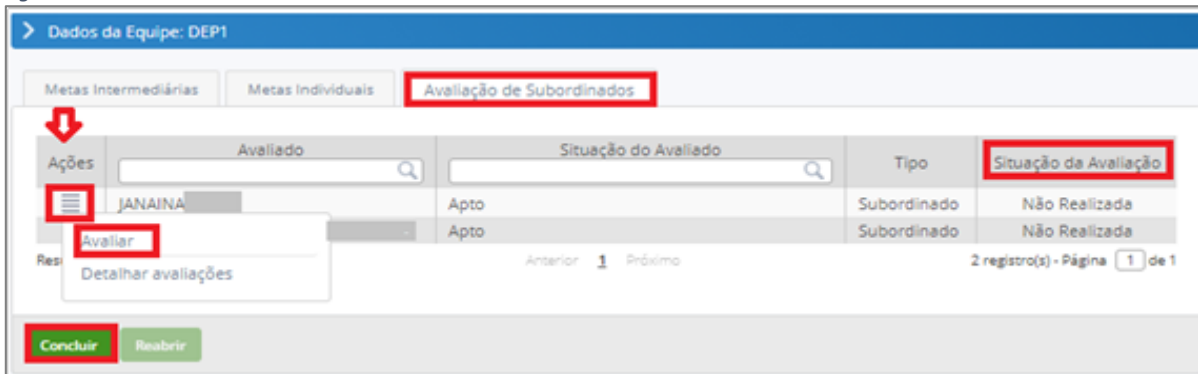 Dados da Equipe: DEP1
Metas Intermediárias Metas Individuais Avaliação de Subordinados
Ações Avaliado Situação do Avaliado Tipo Situação da Avaliação
JANAINA Apto Subordinado Não Realizada
Apto Subordinado Não Realizada
Avaliar
Anterior 1 Próximo 2 registro(s) - Página 1 de 1
Detalhar avaliações
Concluir Reabrir